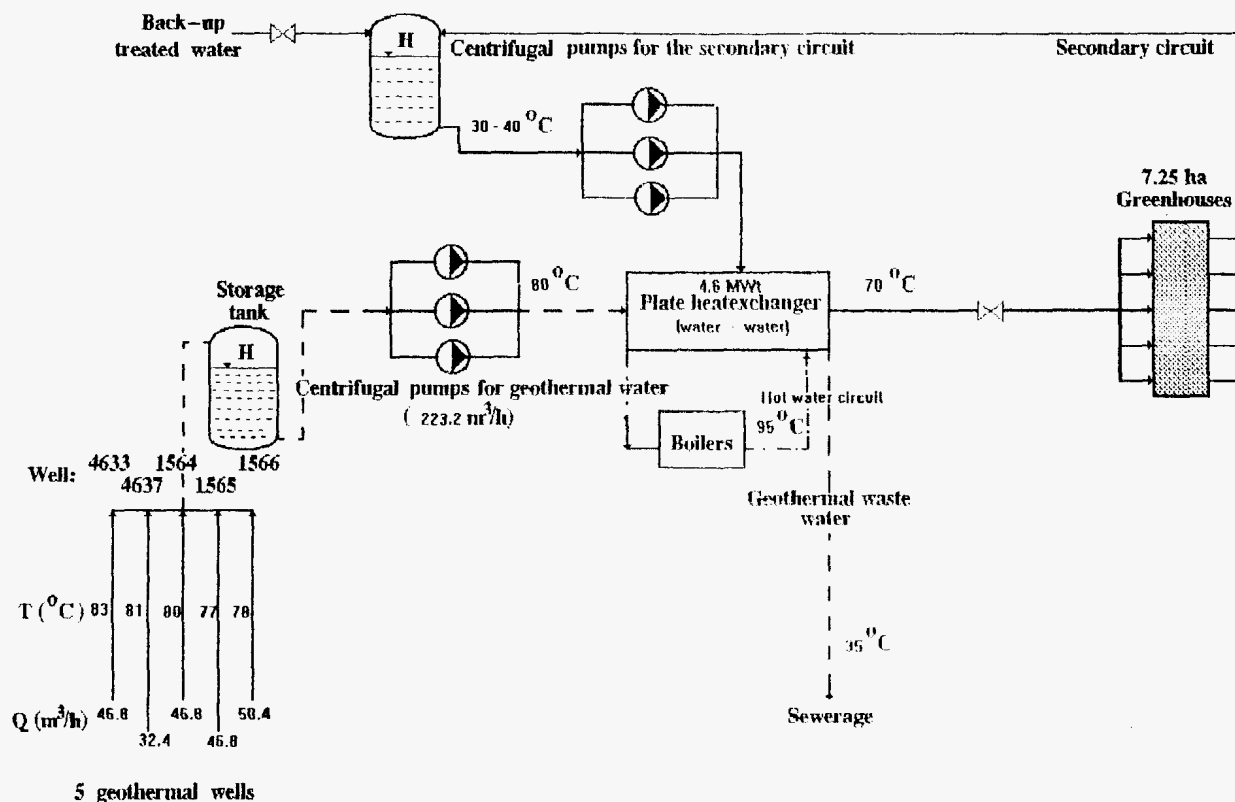 Back-up
treated water
H
Centrifugal pumps for the secondary circuit
Secondary circuit
30 - 40 °C
7.25 ha
Greenhouses
Storage
tank
H
80 °C
4.6 MWt
Plate heatexchanger
(water - water)
70 °C
Centrifugal pumps for geothermal water
( 223.2 m³/h)
Hot water circuit
Boilers
95 °C
Well: 4633 1564 1566
4637 1565
Geothermal waste
water
T (°C) 83 81 80 77 78
35 °C
Q (m³/h) 46.8 46.8 50.4
32.4 46.8
Sewerage
5 geothermal wells